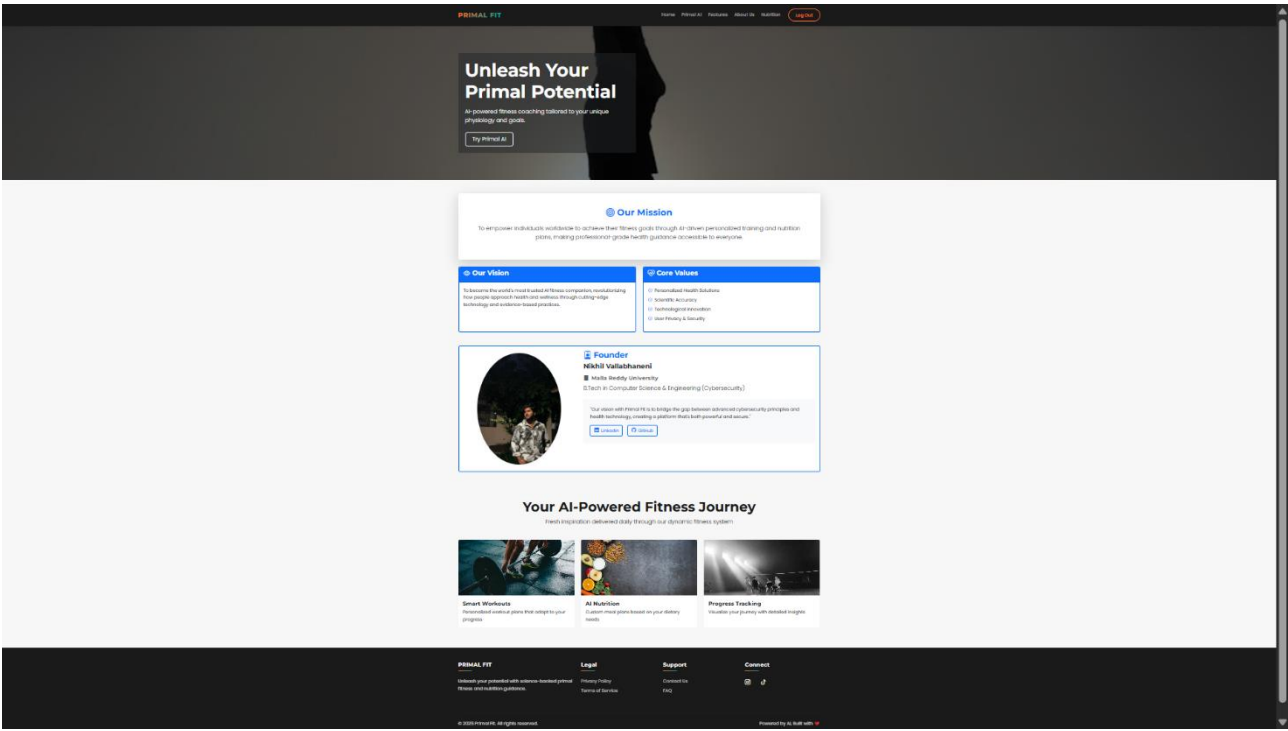 PRIMAL FIT
Home Primal AI Features About Us Nutrition Log Out
Unleash Your
Primal Potential
AI-powered fitness coaching tailored to your unique
physiology and goals.
Try Primal AI
Our Mission
To empower individuals worldwide to achieve their fitness goals through AI-driven personalized training and nutrition
plans, making professional-grade health guidance accessible to everyone.
Our Vision
To become the world's most trusted AI fitness companion, revolutionizing
how people approach health and wellness through cutting-edge
technology and evidence-based practices.
Core Values
Personalized Health Solutions
Scientific Accuracy
Technological Innovation
User Privacy & Security
Founder
Nikhil Vallabhaneni
Malla Reddy University
B.Tech in Computer Science & Engineering (Cybersecurity)
"Our vision with Primal Fit is to bridge the gap between advanced cybersecurity principles and
health technology, creating a platform that's both powerful and secure."
LinkedIn GitHub
Your AI-Powered Fitness Journey
Fresh inspiration delivered daily through our dynamic fitness system
Smart Workouts
Personalized workout plans that adapt to your
progress
AI Nutrition
Custom meal plans based on your dietary
needs
Progress Tracking
Visualize your journey with detailed insights
PRIMAL FIT
Unleash your potential with science-backed primal
fitness and nutrition guidance.
Legal
Privacy Policy
Terms of Service
Support
Contact Us
FAQ
Connect
© 2025 Primal Fit. All rights reserved.
Powered by AI, Built with ❤